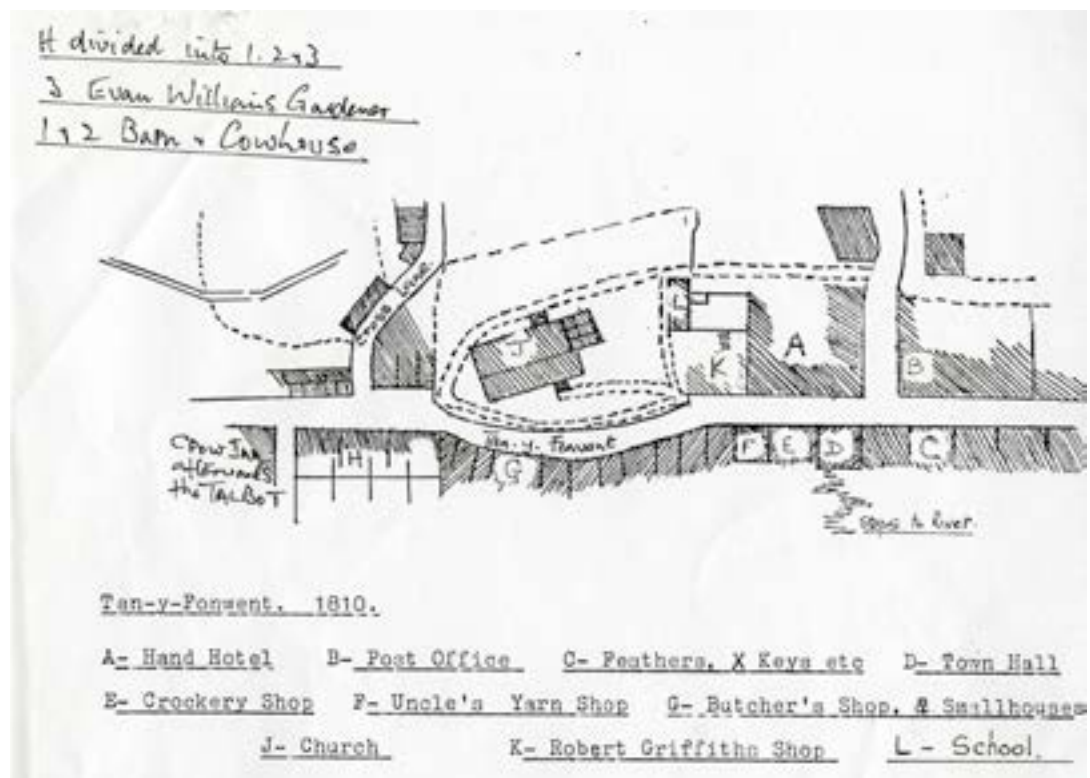 H divided into 1.2 & 3
3 Evan Williams Gardener
1 & 2 Barn & Cowhouse
Cross Lane
J
L
K
A
B
Crow Inn
afterwards
the TALBOT
H
Tan-y-Fonwent
G
F E D C
Steps to River.
Tan-y-Fonwent. 1810.
A- Hand Hotel B- Post Office C- Feathers, X Keys etc D- Town Hall
E- Crockery Shop F- Uncle's Yarn Shop G- Butcher's Shop, & Smallhouses
J- Church K- Robert Griffiths Shop L - School.